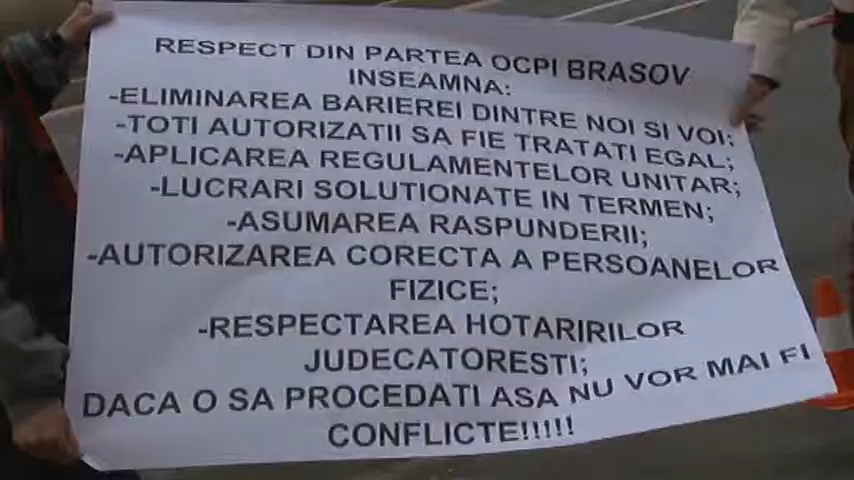 RESPECT DIN PARTEA OCPI BRASOV
INSEAMNA:
-ELIMINAREA BARIEREI DINTRE NOI SI VOI;
-TOTI AUTORIZATII SA FIE TRATATI EGAL;
-APLICAREA REGULAMENTELOR UNITAR;
-LUCRARI SOLUTIONATE IN TERMEN;
-ASUMAREA RASPUNDERII;
-AUTORIZAREA CORECTA A PERSOANELOR
FIZICE;
-RESPECTAREA HOTARIRILOR
JUDECATORESTI;
DACA O SA PROCEDATI ASA NU VOR MAI FI
CONFLICTE!!!!!